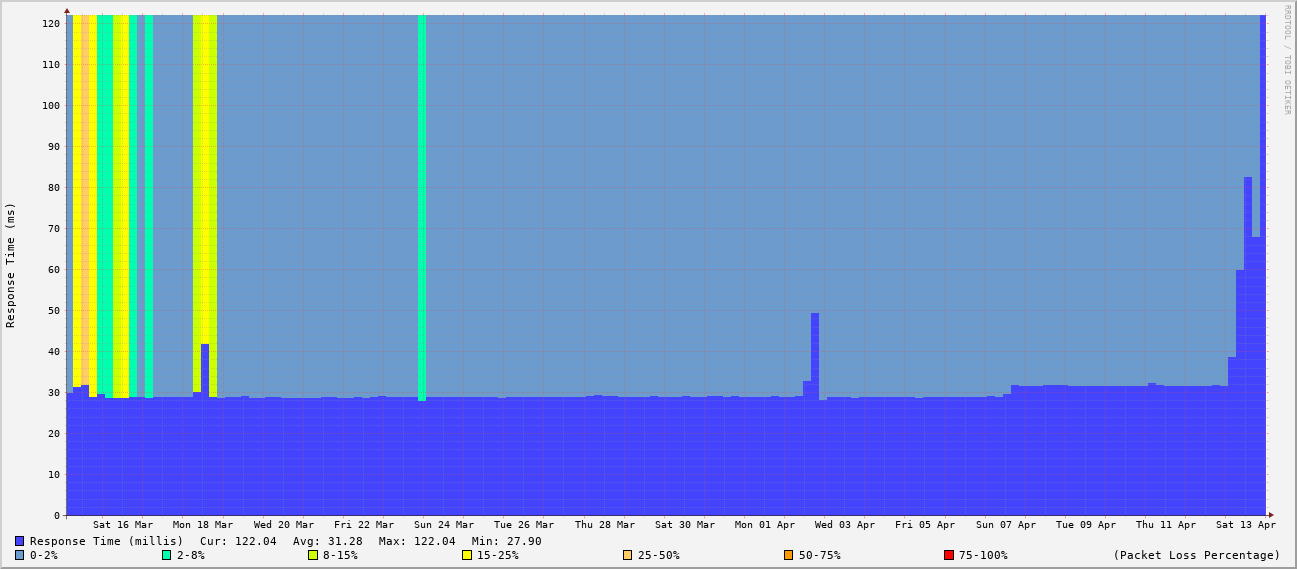 RRDTOOL / TOBI OETIKER
Response Time (ms)
120
110
100
90
80
70
60
50
40
30
20
10
0
Sat 16 Mar Mon 18 Mar Wed 20 Mar Fri 22 Mar Sun 24 Mar Tue 26 Mar Thu 28 Mar Sat 30 Mar Mon 01 Apr Wed 03 Apr Fri 05 Apr Sun 07 Apr Tue 09 Apr Thu 11 Apr Sat 13 Apr
Response Time (millis) Cur: 122.04 Avg: 31.28 Max: 122.04 Min: 27.90
0-2% 2-8% 8-15% 15-25% 25-50% 50-75% 75-100% (Packet Loss Percentage)